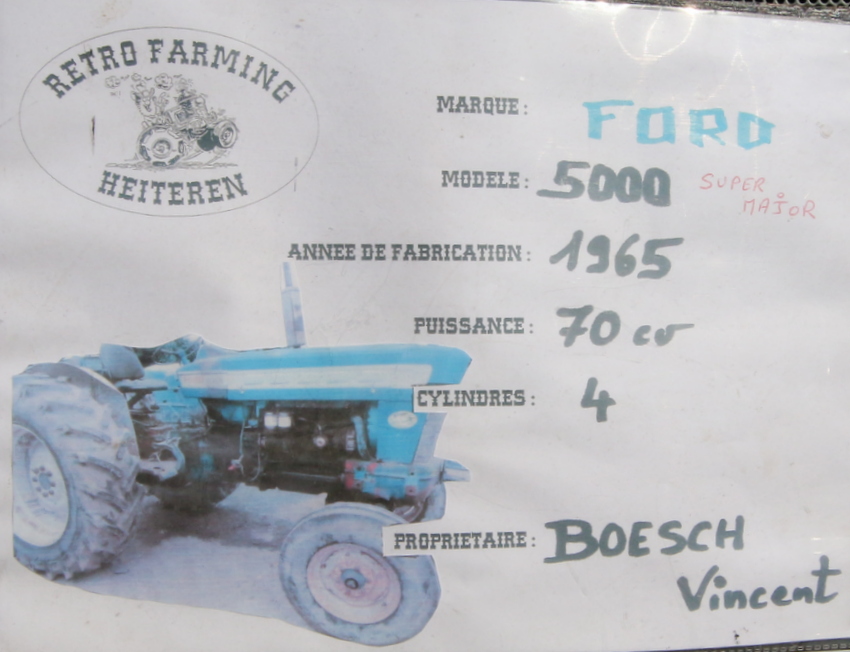 RETRO FARMING
HEITEREN
MARQUE: FORD
MODELE: 5000 SUPER
MAJOR
ANNEE DE FABRICATION: 1965
PUISSANCE: 70 cv
CYLINDRES: 4
PROPRIETAIRE: BOESCH
Vincent